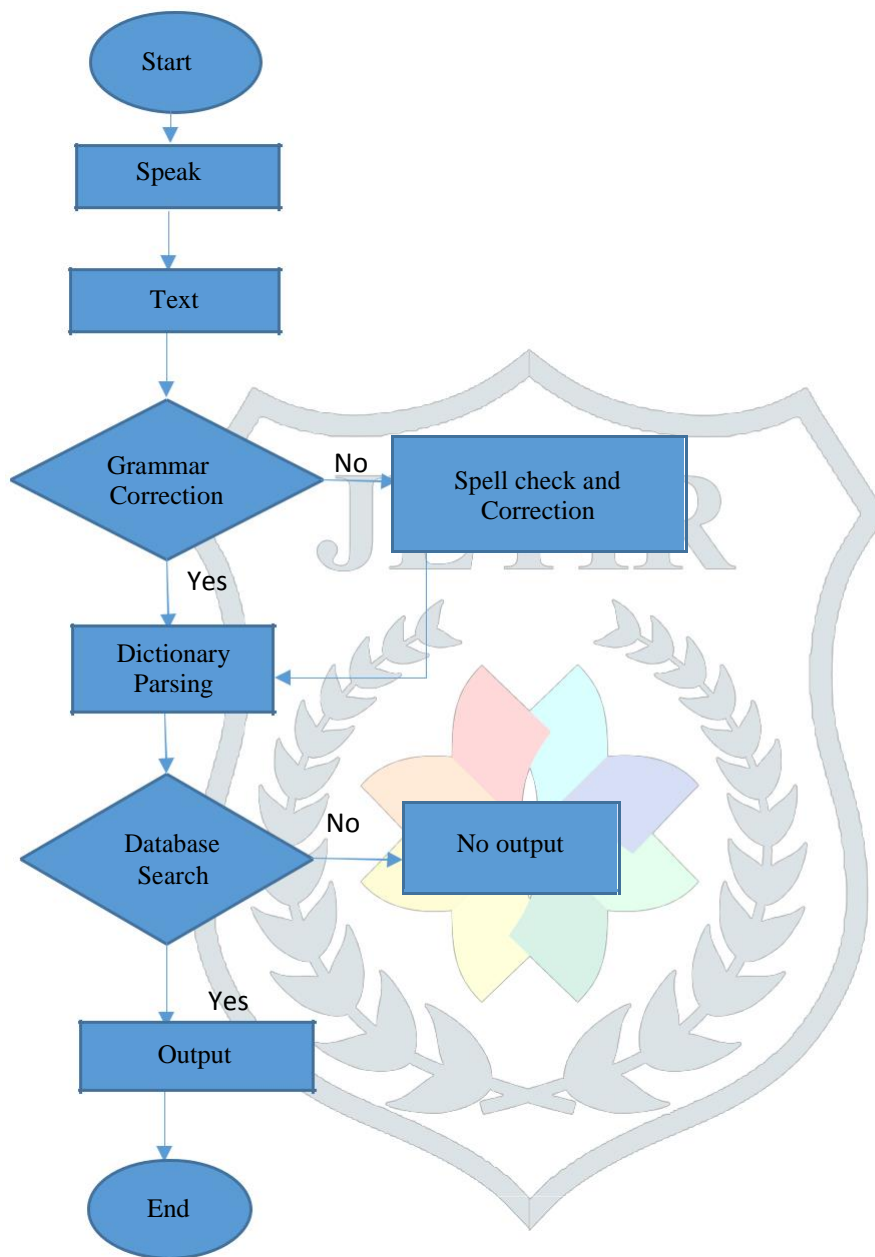 Start
Speak
Text
Grammar
Correction
No
Spell check and
Correction
Yes
Dictionary
Parsing
Database
Search
No
No output
Yes
Output
End